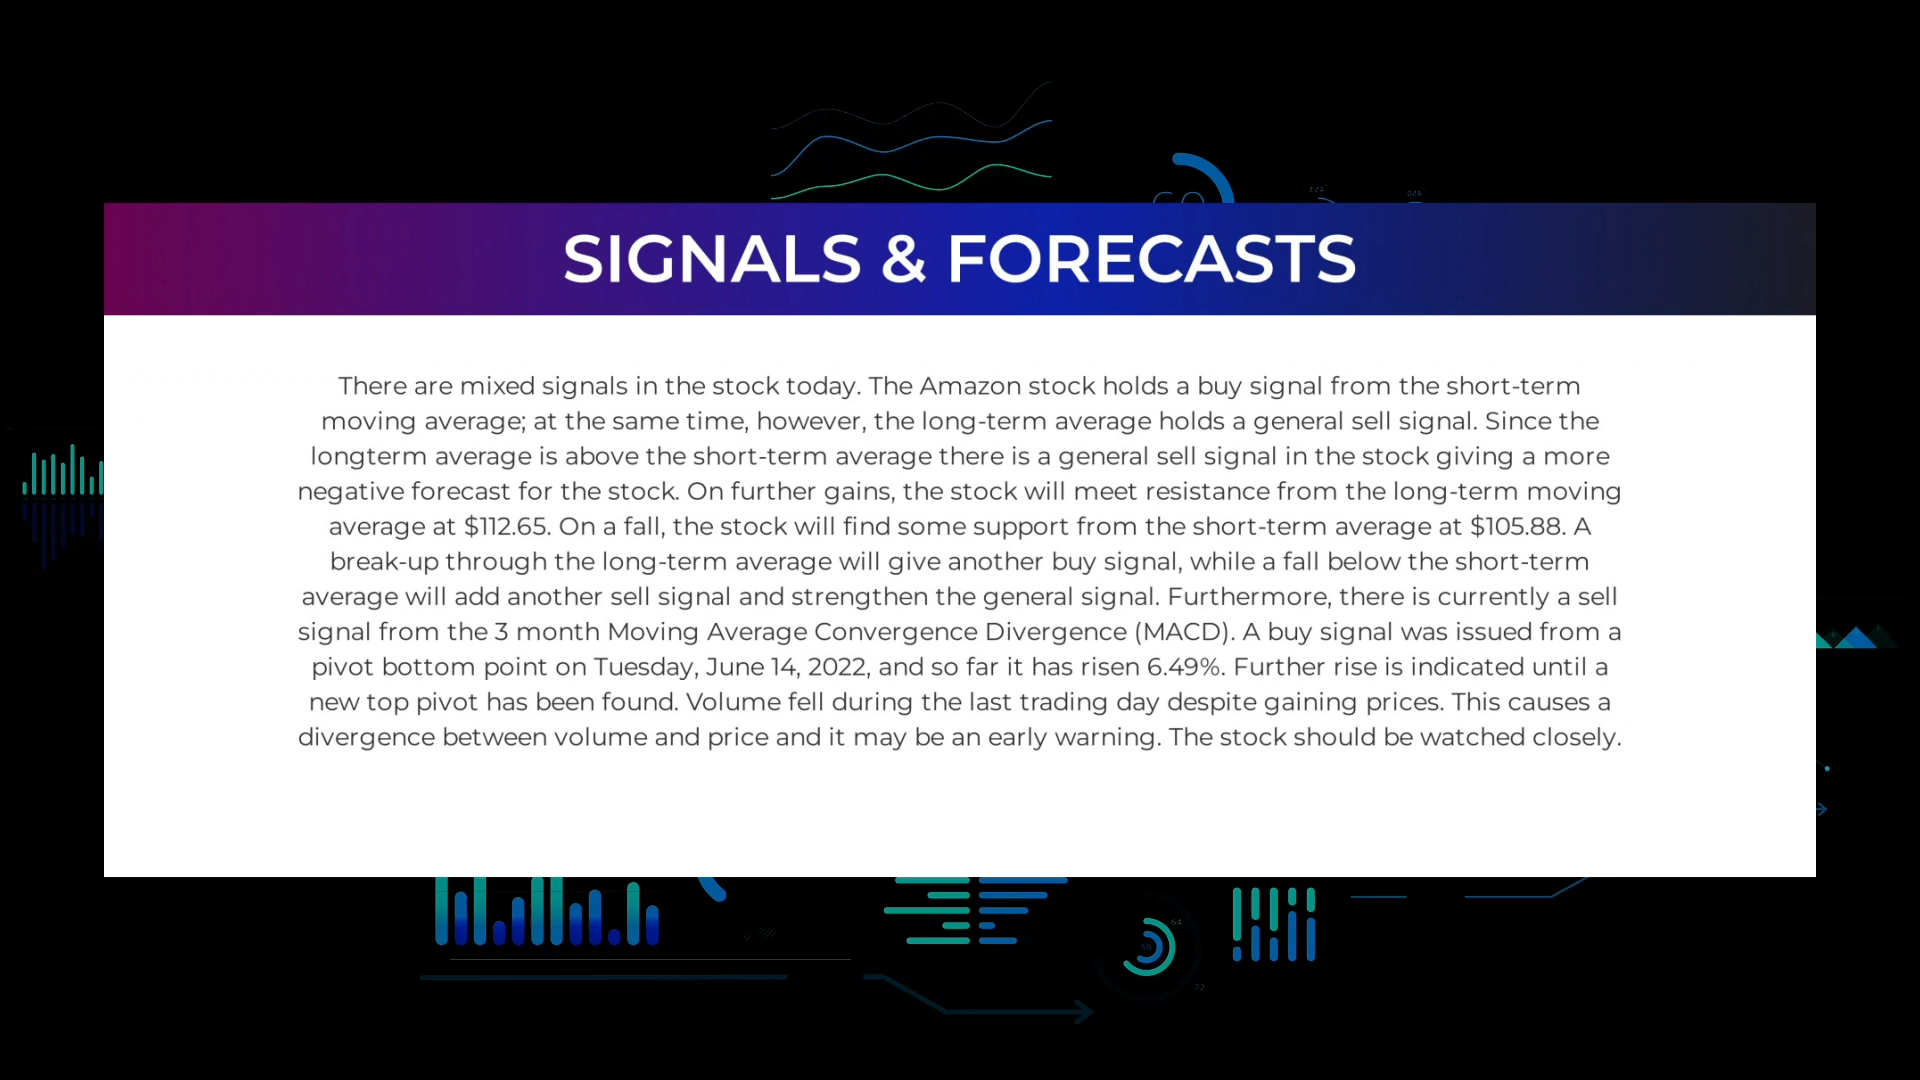 SIGNALS & FORECASTS
There are mixed signals in the stock today. The Amazon stock holds a buy signal from the short-term
moving average; at the same time, however, the long-term average holds a general sell signal. Since the
longterm average is above the short-term average there is a general sell signal in the stock giving a more
negative forecast for the stock. On further gains, the stock will meet resistance from the long-term moving
average at $112.65. On a fall, the stock will find some support from the short-term average at $105.88. A
break-up through the long-term average will give another buy signal, while a fall below the short-term
average will add another sell signal and strengthen the general signal. Furthermore, there is currently a sell
signal from the 3 month Moving Average Convergence Divergence (MACD). A buy signal was issued from a
pivot bottom point on Tuesday, June 14, 2022, and so far it has risen 6.49%. Further rise is indicated until a
new top pivot has been found. Volume fell during the last trading day despite gaining prices. This causes a
divergence between volume and price and it may be an early warning. The stock should be watched closely.
64